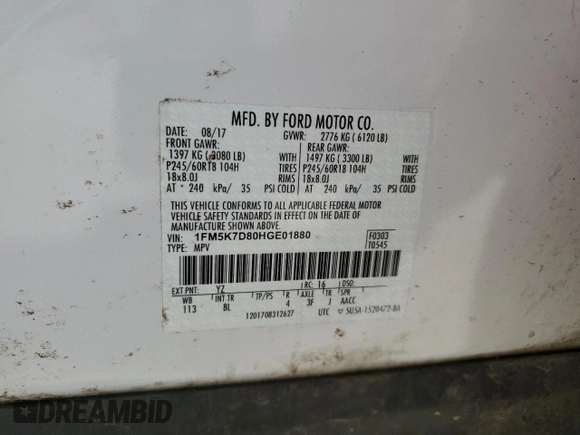 MFD. BY FORD MOTOR CO.
DATE: 08/17 GVWR: 2776 KG ( 6120 LB)
FRONT GAWR: REAR GAWR:
1397 KG ( 3080 LB) WITH 1497 KG ( 3300 LB) WITH
P245/60R18 104H TIRES P245/60R18 104H TIRES
18x8.0J RIMS 18x8.0J RIMS
AT * 240 kPa/ 35 PSI COLD AT 240 kPa/ 35 PSI COLD
THIS VEHICLE CONFORMS TO ALL APPLICABLE FEDERAL MOTOR
VEHICLE SAFETY STANDARDS IN EFFECT ON THE DATE OF
MANUFACTURE SHOWN ABOVE.
VIN: 1FM5K7D80HGE01880 F0303
TYPE: MPV T0545
EXT PNT: YZ RC: 16 DSO:
WB INT TR TP/PS R AXLE TR SPR
113 BL 4 3F J AACC
1201708312627 UTC 5U5A-1520472-BA
DREAMBID